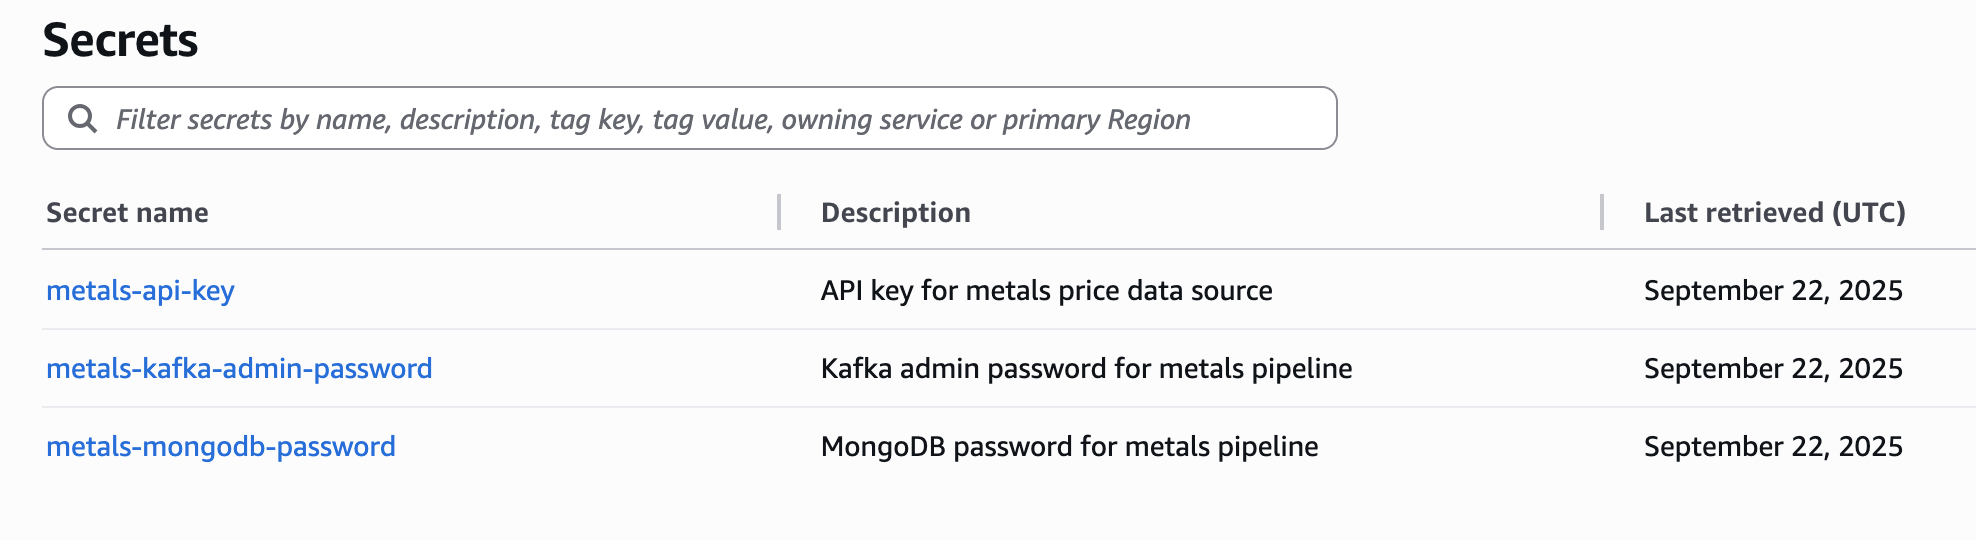 Secrets
Filter secrets by name, description, tag key, tag value, owning service or primary Region
Secret name Description Last retrieved (UTC)
metals-api-key API key for metals price data source September 22, 2025
metals-kafka-admin-password Kafka admin password for metals pipeline September 22, 2025
metals-mongodb-password MongoDB password for metals pipeline September 22, 2025